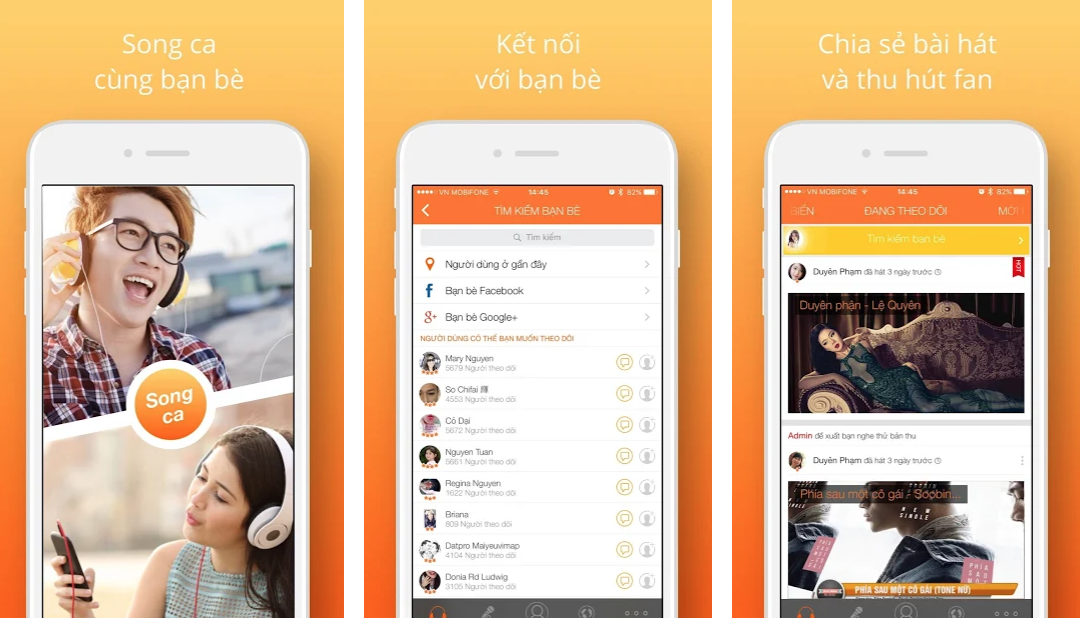 Song ca
cùng bạn bè
Song
ca
Kết nối
với bạn bè
VN MOBIFONE
14:45
82%
TÌM KIẾM BẠN BÈ
Tìm kiếm
Người dùng ở gần đây
Bạn bè Facebook
Bạn bè Google+
NGƯỜI DÙNG CÓ THỂ BẠN MUỐN THEO DÕI
Mary Nguyen
5679 Người theo dõi
So Chifai
4553 Người theo dõi
Cỏ Dại
5672 Người theo dõi
Nguyen Tuan
5661 Người theo dõi
Regina Nguyen
1622 Người theo dõi
Briana
809 Người theo dõi
Datpro Maiyeuvimap
4104 Người theo dõi
Donia Rd Ludwig
3105 Người theo dõi
Chia sẻ bài hát
và thu hút fan
VN MOBIFONE
14:45
82%
BIẾN
ĐANG THEO DÕI
MỚI
Tìm kiếm bạn bè
Duyên Phạm đã hát 3 ngày trước
HOT
Duyên phận - Lệ Quyên
Admin đề xuất bạn nghe thử bản thu
Duyên Phạm đã hát 3 ngày trước
Phía sau một cô gái - Soobin...
NEW
SINGLE
PHÍA SAU MỘT CÔ GÁI (TONE NỮ)